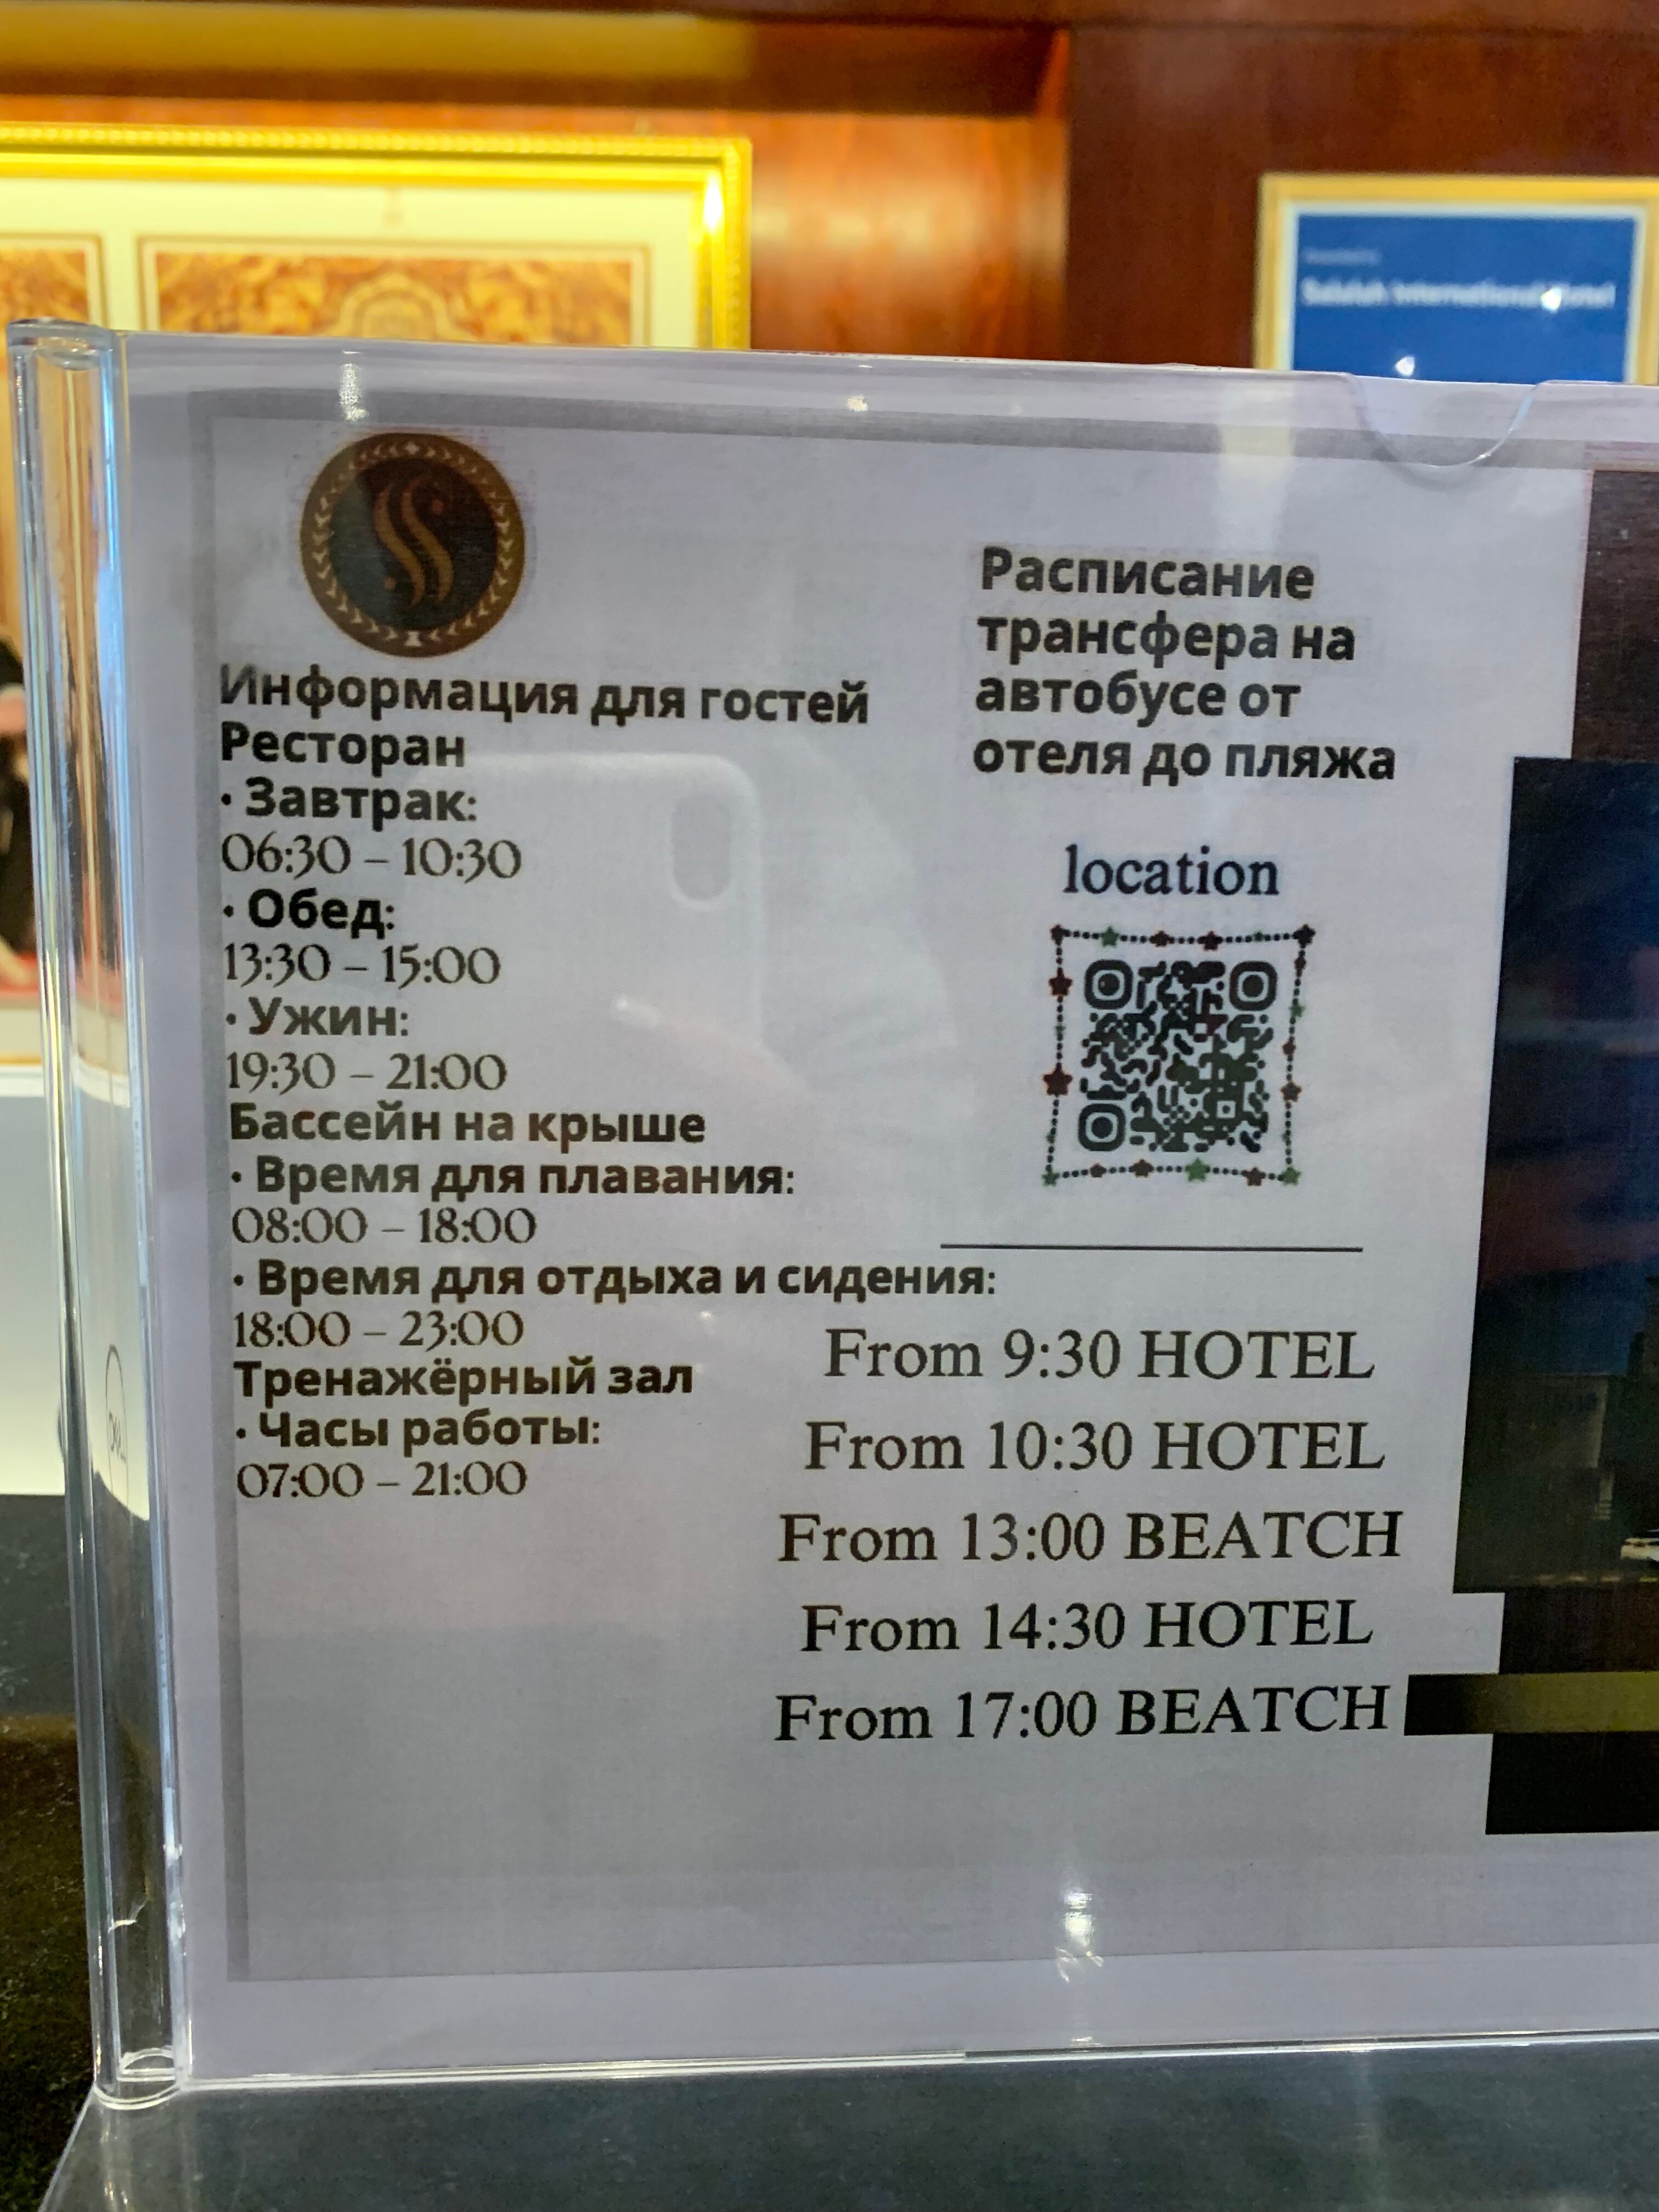 Salalah International Hotel
Информация для гостей
Ресторан
• Завтрак:
06:30 – 10:30
• Обед:
13:30 – 15:00
• Ужин:
19:30 – 21:00
Бассейн на крыше
• Время для плавания:
08:00 – 18:00
• Время для отдыха и сидения:
18:00 – 23:00
Тренажёрный зал
• Часы работы:
07:00 – 21:00
Расписание
трансфера на
автобусе от
отеля до пляжа
location
From 9:30 HOTEL
From 10:30 HOTEL
From 13:00 BEATCH
From 14:30 HOTEL
From 17:00 BEATCH